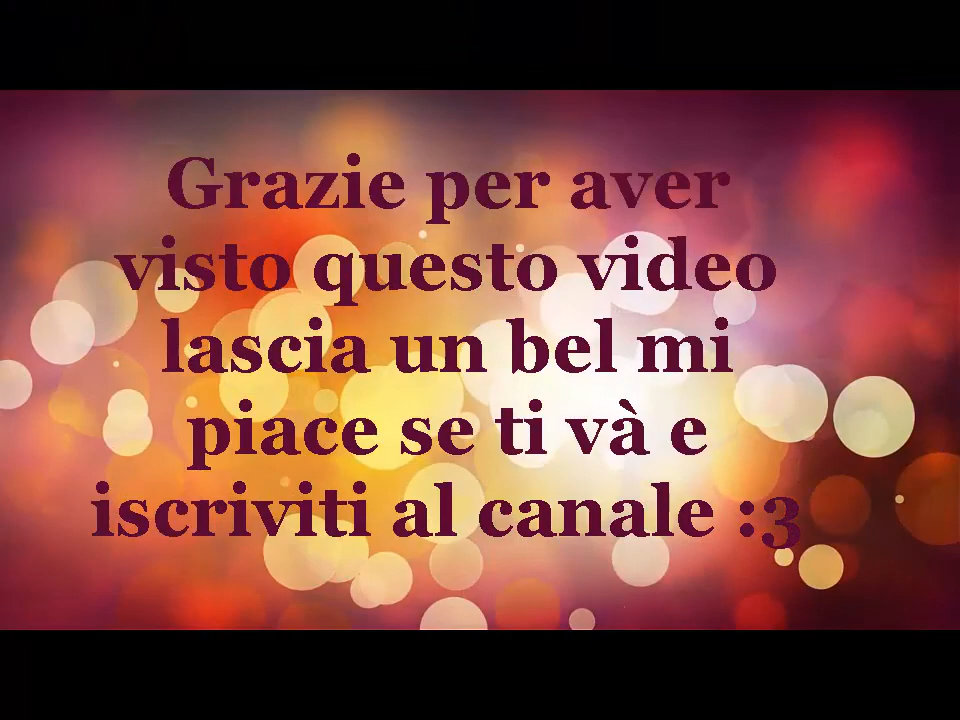 Grazie per aver
visto questo video
lascia un bel mi
piace se ti và e
iscriviti al canale :3